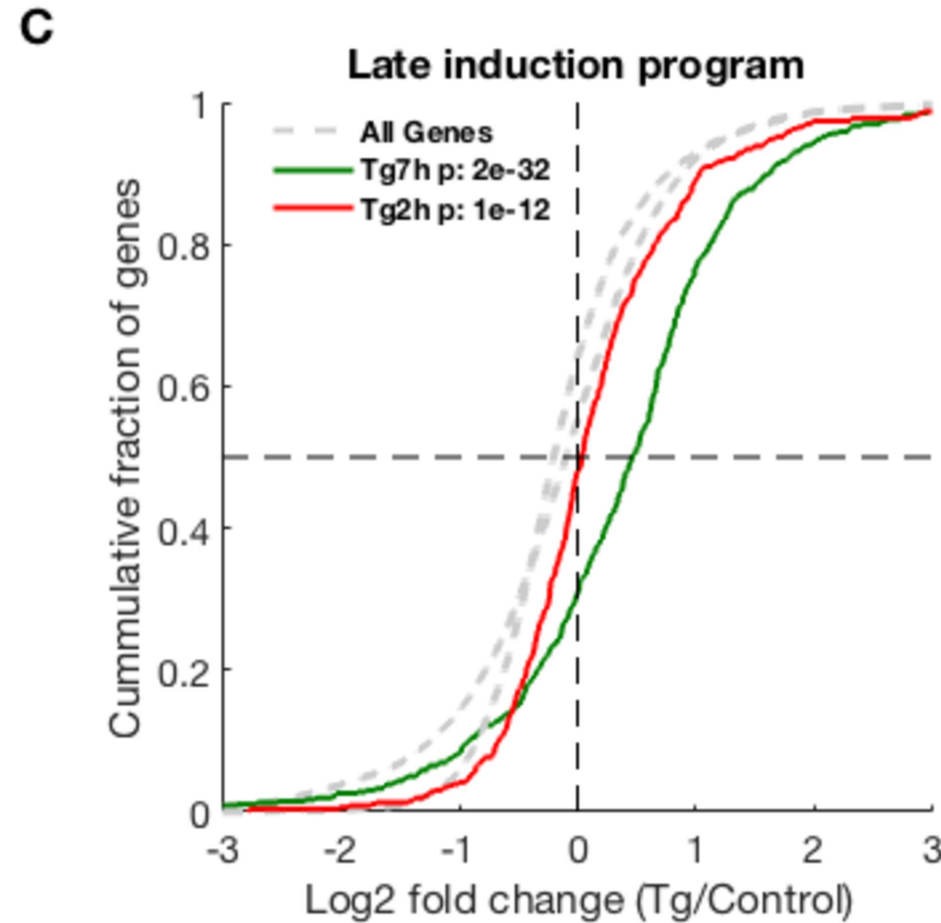 C
Late induction program
All Genes
Tg7h p: 2e-32
Tg2h p: 1e-12
Cummulative fraction of genes
1
0.8
0.6
0.4
0.2
0
-3 -2 -1 0 1 2 3
Log2 fold change (Tg/Control)